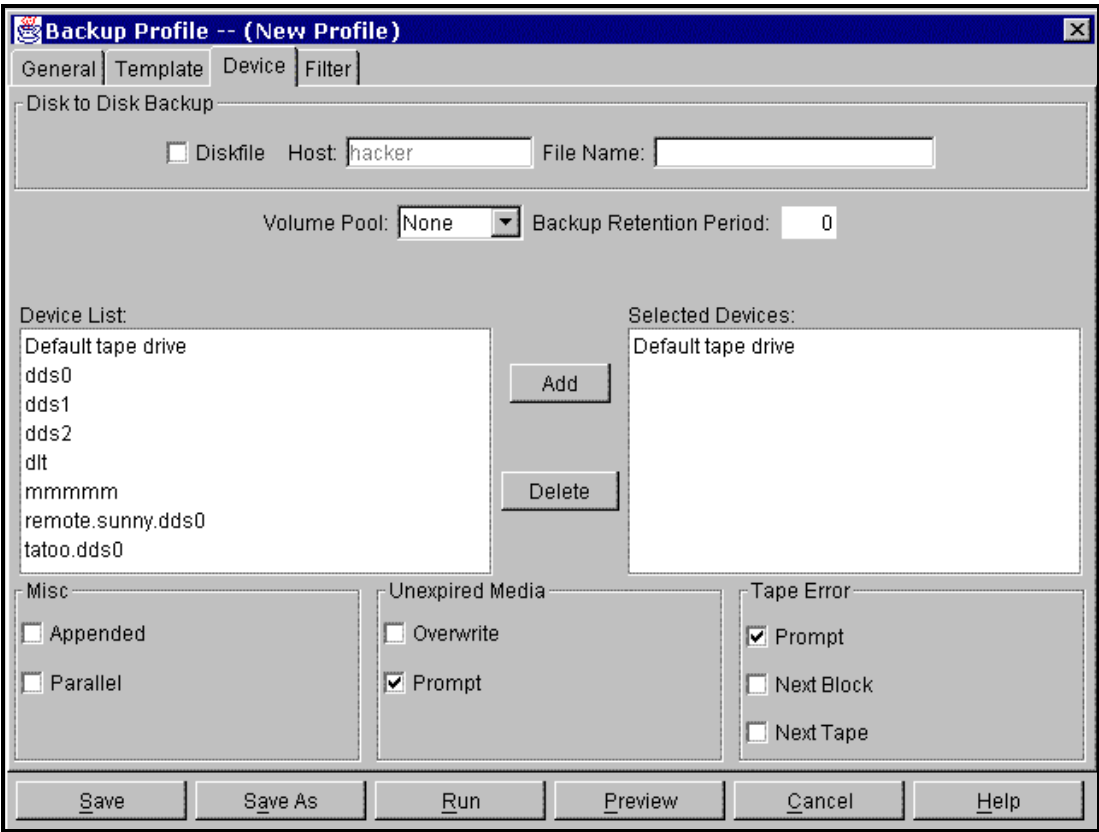 Backup Profile -- (New Profile)
General Template Device Filter
Disk to Disk Backup
Diskfile Host: hacker File Name:
Volume Pool: None Backup Retention Period: 0
Device List: Selected Devices:
Default tape drive Default tape drive
dds0
Add
dds1
dds2
dlt
mmmmm
Delete
remote.sunny.dds0
tatoo.dds0
Misc Unexpired Media Tape Error
Appended Overwrite Prompt
Parallel Prompt Next Block
Next Tape
Save Save As Run Preview Cancel Help